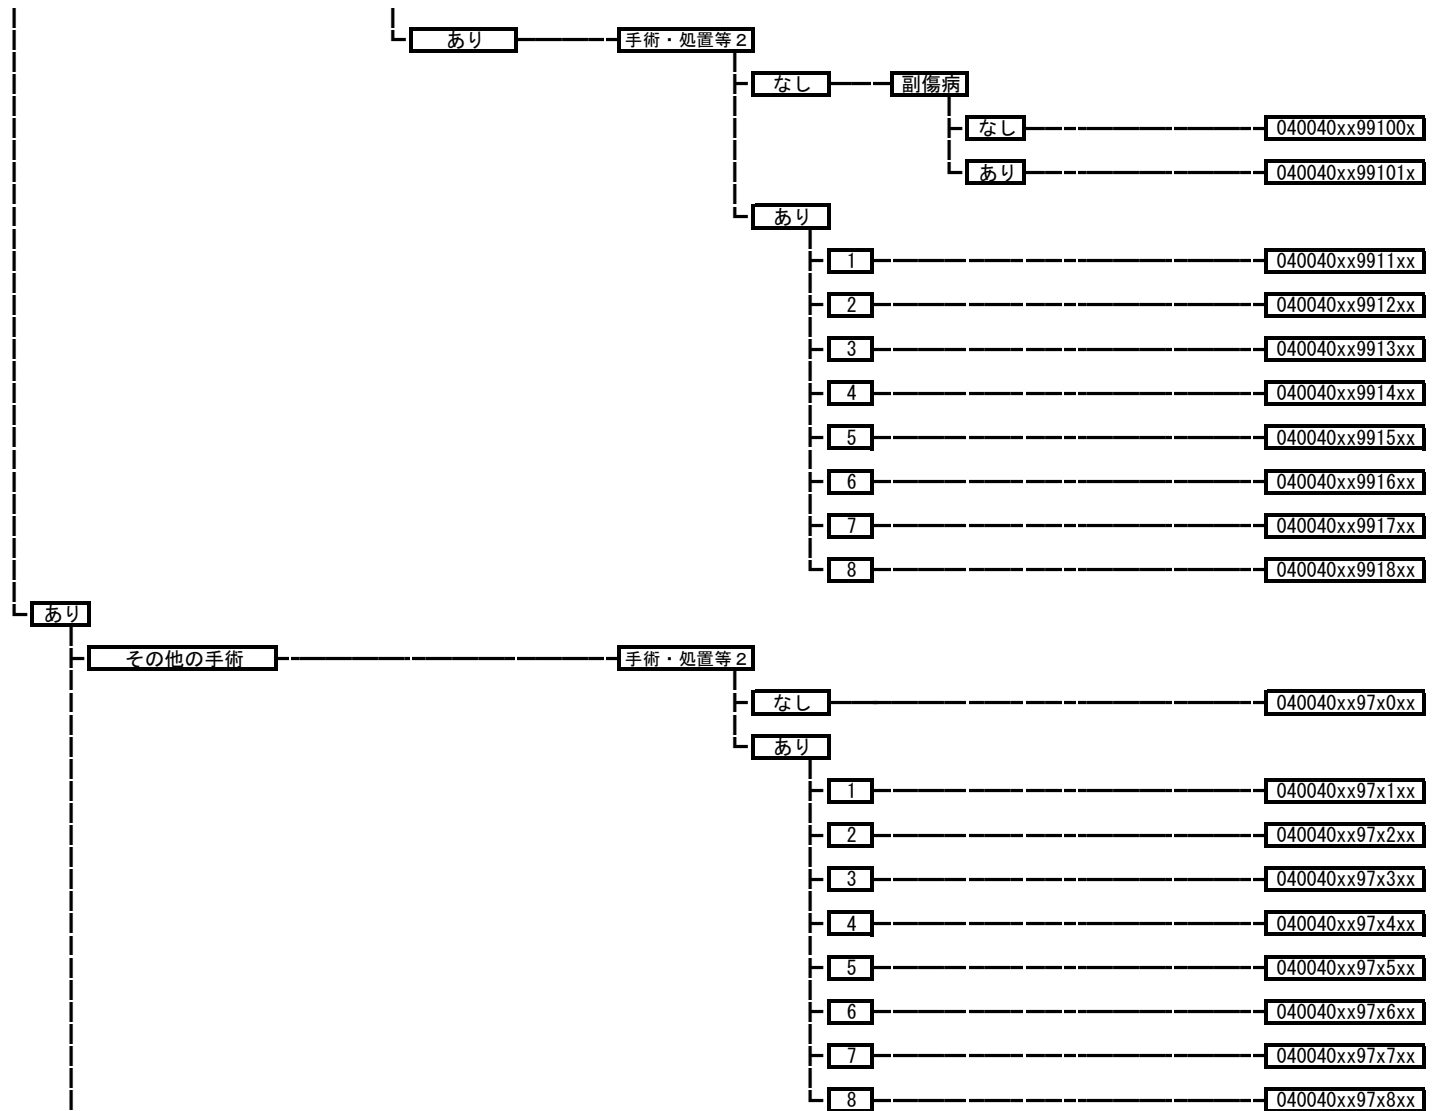 あり 手術・処置等２
なし 副傷病
なし 040040xx99100x
あり 040040xx99101x
あり
1 040040xx9911xx
2 040040xx9912xx
3 040040xx9913xx
4 040040xx9914xx
5 040040xx9915xx
6 040040xx9916xx
7 040040xx9917xx
8 040040xx9918xx
あり
その他の手術 手術・処置等２
なし 040040xx97x0xx
あり
1 040040xx97x1xx
2 040040xx97x2xx
3 040040xx97x3xx
4 040040xx97x4xx
5 040040xx97x5xx
6 040040xx97x6xx
7 040040xx97x7xx
8 040040xx97x8xx